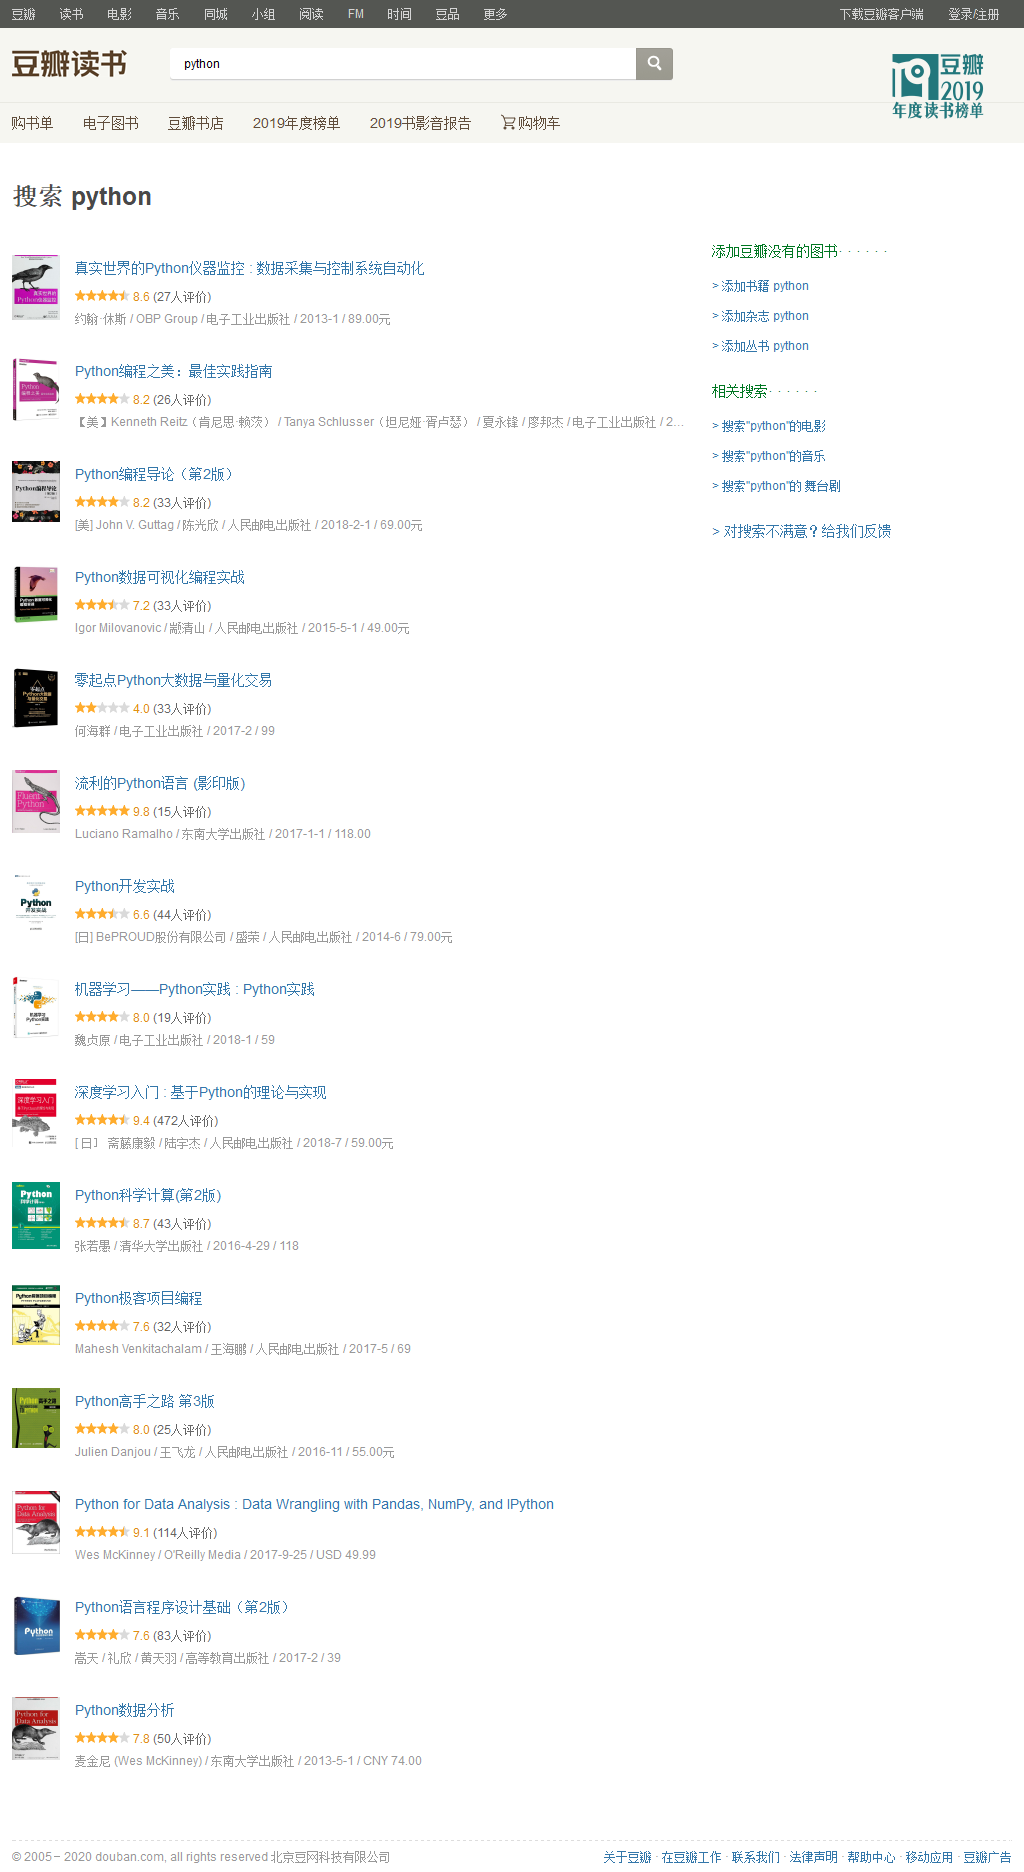 豆瓣 读书 电影 音乐 同城 小组 阅读 FM 时间 豆品 更多 下载豆瓣客户端 登录/注册
豆瓣读书
python
豆瓣
2019
年度读书榜单
购书单 电子图书 豆瓣书店 2019年度榜单 2019书影音报告 购物车
搜索 python
真实世界的Python仪器监控 : 数据采集与控制系统自动化
8.6 (27人评价)
约翰·休斯 / OBP Group / 电子工业出版社 / 2013-1 / 89.00元
Python编程之美：最佳实践指南
8.2 (26人评价)
【美】Kenneth Reitz（肯尼思·赖茨） / Tanya Schlusser（坦尼娅·胥卢瑟） / 夏永锋 / 廖邦杰 / 电子工业出版社 / 2...
Python编程导论（第2版）
8.2 (33人评价)
[美] John V. Guttag / 陈光欣 / 人民邮电出版社 / 2018-2-1 / 69.00元
Python数据可视化编程实战
7.2 (33人评价)
Igor Milovanovic / 颛清山 / 人民邮电出版社 / 2015-5-1 / 49.00元
零起点Python大数据与量化交易
4.0 (33人评价)
何海群 / 电子工业出版社 / 2017-2 / 99
流利的Python语言 (影印版)
9.8 (15人评价)
Luciano Ramalho / 东南大学出版社 / 2017-1-1 / 118.00
Python开发实战
6.6 (44人评价)
[日] BePROUD股份有限公司 / 盛荣 / 人民邮电出版社 / 2014-6 / 79.00元
机器学习——Python实践 : Python实践
8.0 (19人评价)
魏贞原 / 电子工业出版社 / 2018-1 / 59
深度学习入门 : 基于Python的理论与实现
9.4 (472人评价)
[ 日] 斋藤康毅 / 陆宇杰 / 人民邮电出版社 / 2018-7 / 59.00元
Python科学计算(第2版)
8.7 (43人评价)
张若愚 / 清华大学出版社 / 2016-4-29 / 118
Python极客项目编程
7.6 (32人评价)
Mahesh Venkitachalam / 王海鹏 / 人民邮电出版社 / 2017-5 / 69
Python高手之路 第3版
8.0 (25人评价)
Julien Danjou / 王飞龙 / 人民邮电出版社 / 2016-11 / 55.00元
Python for Data Analysis : Data Wrangling with Pandas, NumPy, and IPython
9.1 (114人评价)
Wes McKinney / O'Reilly Media / 2017-9-25 / USD 49.99
Python语言程序设计基础（第2版）
7.6 (83人评价)
嵩天 / 礼欣 / 黄天羽 / 高等教育出版社 / 2017-2 / 39
Python数据分析
7.8 (50人评价)
麦金尼 (Wes McKinney) / 东南大学出版社 / 2013-5-1 / CNY 74.00
添加豆瓣没有的图书 · · · · · ·
> 添加书籍 python
> 添加杂志 python
> 添加丛书 python
相关搜索 · · · · · ·
> 搜索"python"的电影
> 搜索"python"的音乐
> 搜索"python"的 舞台剧
> 对搜索不满意？给我们反馈
© 2005－2020 douban.com, all rights reserved 北京豆网科技有限公司
关于豆瓣 · 在豆瓣工作 · 联系我们 · 法律声明 · 帮助中心 · 移动应用 · 豆瓣广告